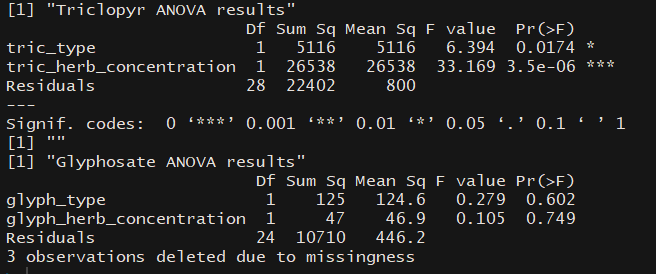 [1] "Triclopyr ANOVA results"
Df Sum Sq Mean Sq F value Pr(>F)
tric_type 1 5116 5116 6.394 0.0174 *
tric_herb_concentration 1 26538 26538 33.169 3.5e-06 ***
Residuals 28 22402 800
---
Signif. codes: 0 ‘***’ 0.001 ‘**’ 0.01 ‘*’ 0.05 ‘.’ 0.1 ‘ ’ 1
[1] ""
[1] "Glyphosate ANOVA results"
Df Sum Sq Mean Sq F value Pr(>F)
glyph_type 1 125 124.6 0.279 0.602
glyph_herb_concentration 1 47 46.9 0.105 0.749
Residuals 24 10710 446.2
3 observations deleted due to missingness